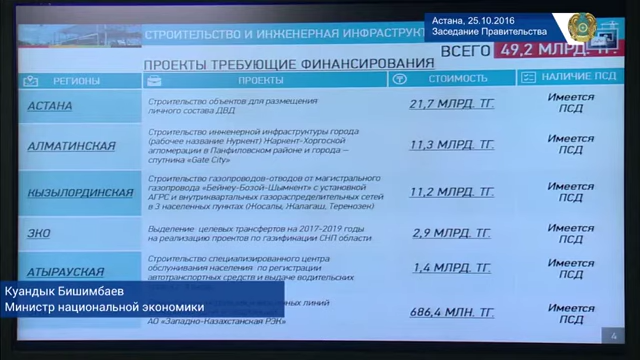 Астана, 25.10.2016
Заседание Правительства
СТРОИТЕЛЬСТВО И ИНЖЕНЕРНАЯ ИНФРАСТРУКТ
ВСЕГО 49,2 МЛРД. ТГ.
ПРОЕКТЫ ТРЕБУЮЩИЕ ФИНАНСИРОВАНИЯ
РЕГИОНЫ ПРОЕКТЫ СТОИМОСТЬ НАЛИЧИЕ ПСД
АСТАНА
Строительство объектов для размещения
личного состава ДВД
21,7 МЛРД. ТГ.
Имеется
ПСД
АЛМАТИНСКАЯ
Строительство инженерной инфраструктуры города
(рабочее название Нуркент) Жаркент-Хоргоской
агломерации в Панфиловском районе и города –
спутника «Gate City»
11,3 МЛРД. ТГ.
Имеется
ПСД
КЫЗЫЛОРДИНСКАЯ
Строительство газопроводов-отводов от магистрального
газопровода «Бейнеу-Бозой-Шымкент» с установкой
АГРС и внутриквартальных газораспределительных сетей
в 3 населенных пунктах (Жосалы, Жалагаш, Теренозек)
11,2 МЛРД. ТГ.
Имеется
ПСД
ЗКО
Выделение целевых трансфертов на 2017-2019 годы
на реализацию проектов по газификации СНП области
2,9 МЛРД. ТГ.
Имеется
ПСД
АТЫРАУСКАЯ
Строительство специализированного центра
обслуживания населения по регистрации
автотранспортных средств и выдаче водительских
1,4 МЛРД. ТГ.
Имеется
ПСД
линий
АО «Западно-Казахстанская РЭК»
686,4 МЛН. ТГ.
Имеется
ПСД
Куандык Бишимбаев
Министр национальной экономики
4